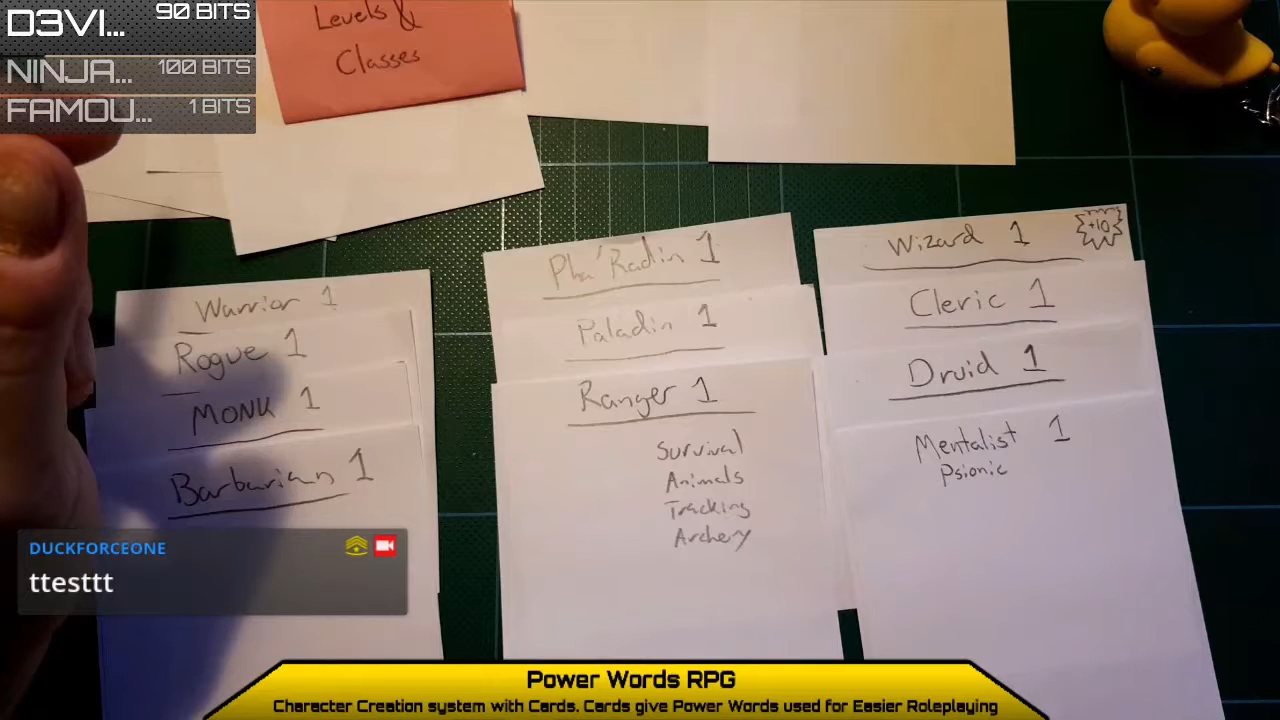 D3VI... 90 BITS
NINJA... 100 BITS
FAMOU... 1 BITS
Levels &
Classes
Warrior 1
Rogue 1
MONK 1
Barbarian 1
Pha'Radin 1
Paladin 1
Ranger 1
Survival
Animals
Tracking
Archery
Wizard 1
+10
Cleric 1
Druid 1
Mentalist 1
Psionic
DUCKFORCEONE
ttesttt
Power Words RPG
Character Creation system with Cards. Cards give Power Words used for Easier Roleplaying